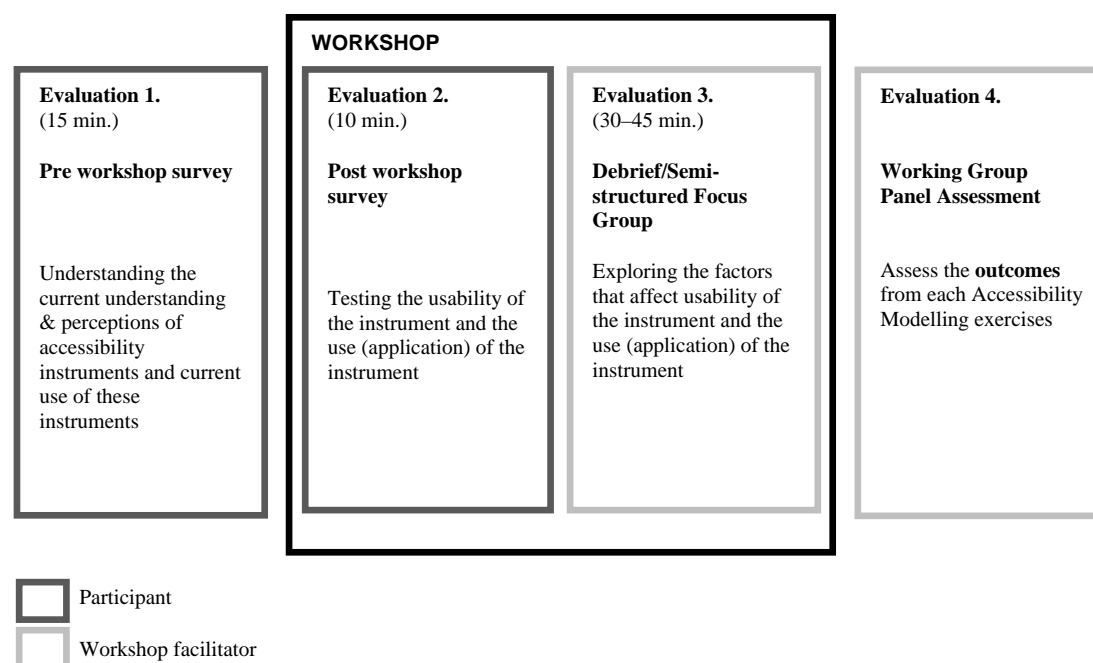 WORKSHOP
Evaluation 1.
(15 min.)
Pre workshop survey
Understanding the
current understanding
& perceptions of
accessibility
instruments and current
use of these
instruments
Evaluation 2.
(10 min.)
Post workshop
survey
Testing the usability of
the instrument and the
use (application) of the
instrument
Evaluation 3.
(30–45 min.)
Debrief/Semi-
structured Focus
Group
Exploring the factors
that affect usability of
the instrument and the
use (application) of the
instrument
Evaluation 4.
Working Group
Panel Assessment
Assess the outcomes
from each Accessibility
Modelling exercises
Participant
Workshop facilitator